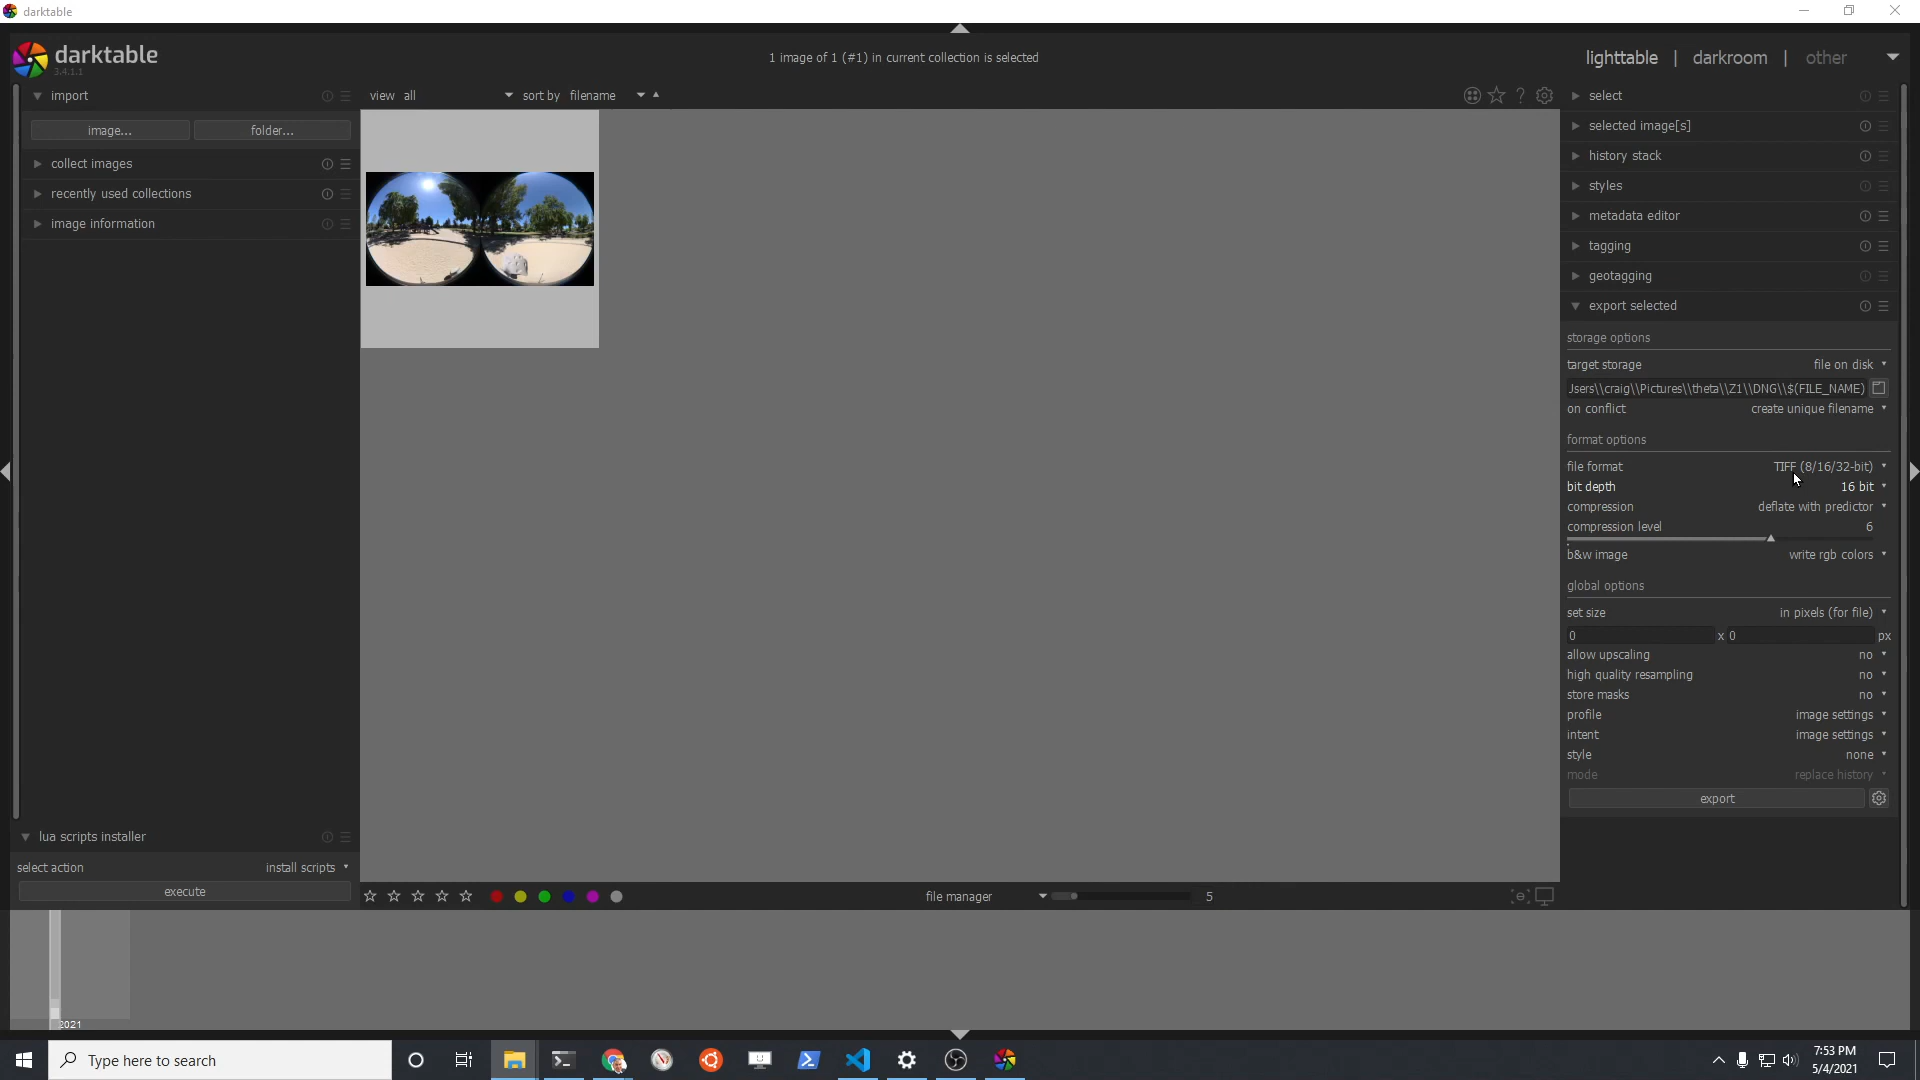 darktable
darktable
3.4.1.1
1 image of 1 (#1) in current collection is selected
lighttable | darkroom | other
import
image...
folder...
collect images
recently used collections
image information
view all
sort by filename
select
selected image[s]
history stack
styles
metadata editor
tagging
geotagging
export selected
storage options
target storage file on disk
Jsers\\craig\\Pictures\\theta\\Z1\\DNG\\$(FILE_NAME)
on conflict create unique filename
format options
file format TIFF (8/16/32-bit)
bit depth 16 bit
compression deflate with predictor
compression level 6
b&w image write rgb colors
global options
set size in pixels (for file)
0 x 0 px
allow upscaling no
high quality resampling no
store masks no
profile image settings
intent image settings
style none
mode replace history
export
lua scripts installer
select action install scripts
execute
file manager 5
2021
Type here to search
7:53 PM
5/4/2021